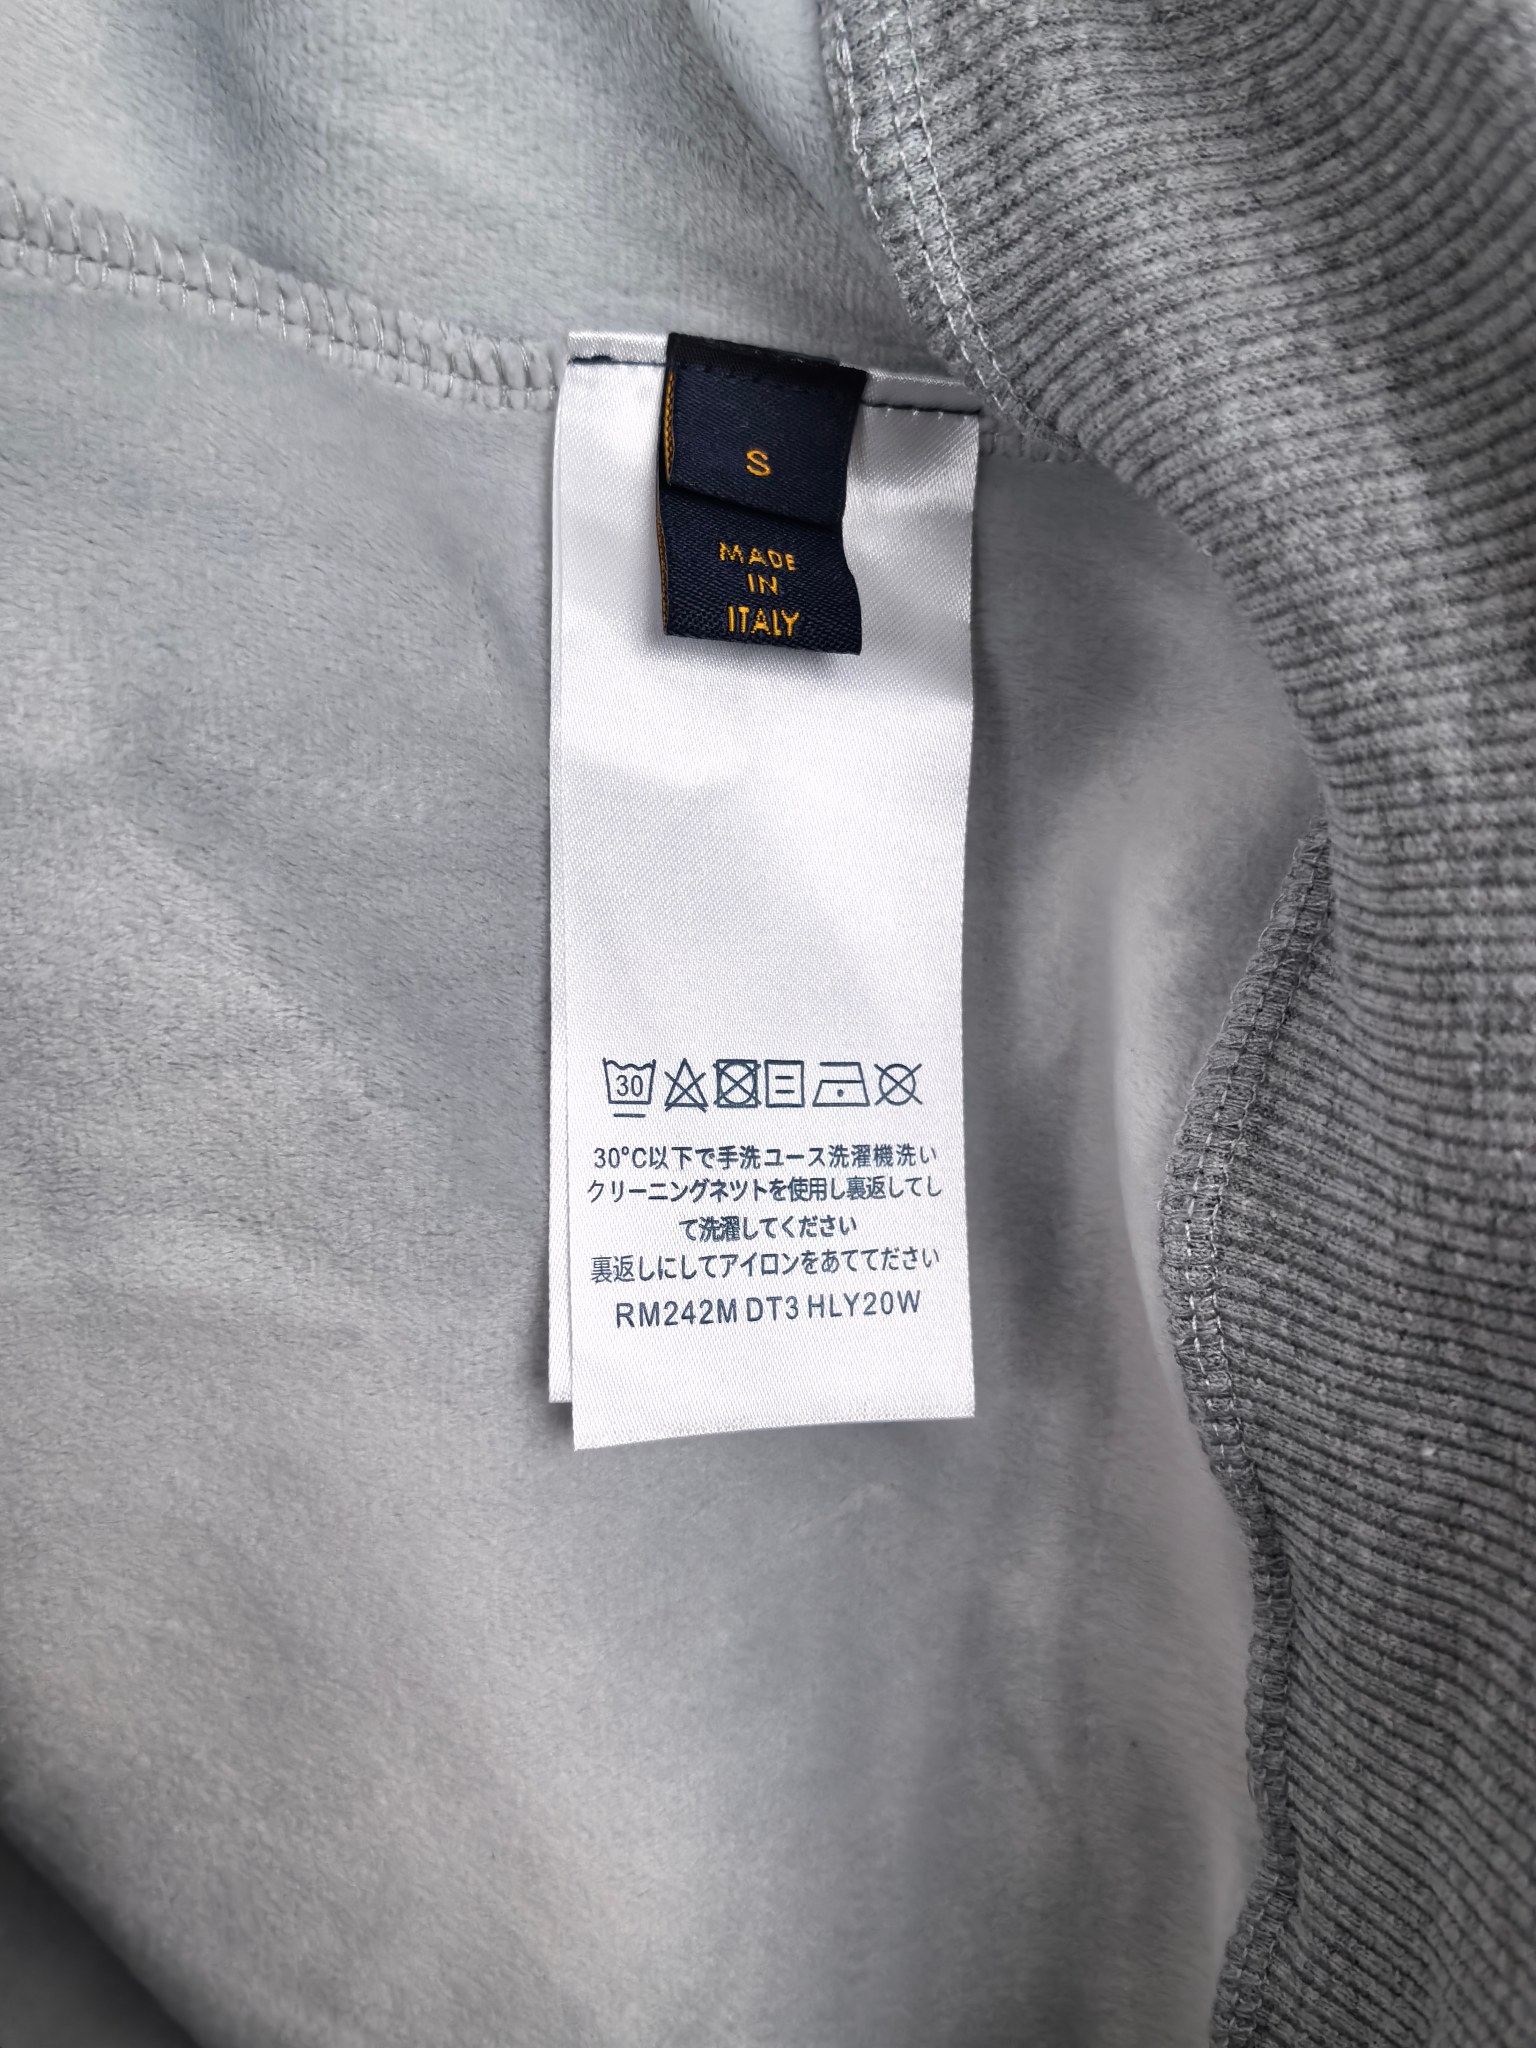 S
MADE
IN
ITALY
30
30°C以下で手洗ユース洗濯機洗い
クリーニングネツトを使用し裏返してし
て洗濯してください
裏返しにしてアイロンをあててださい
RM242M DT3 HLY20W